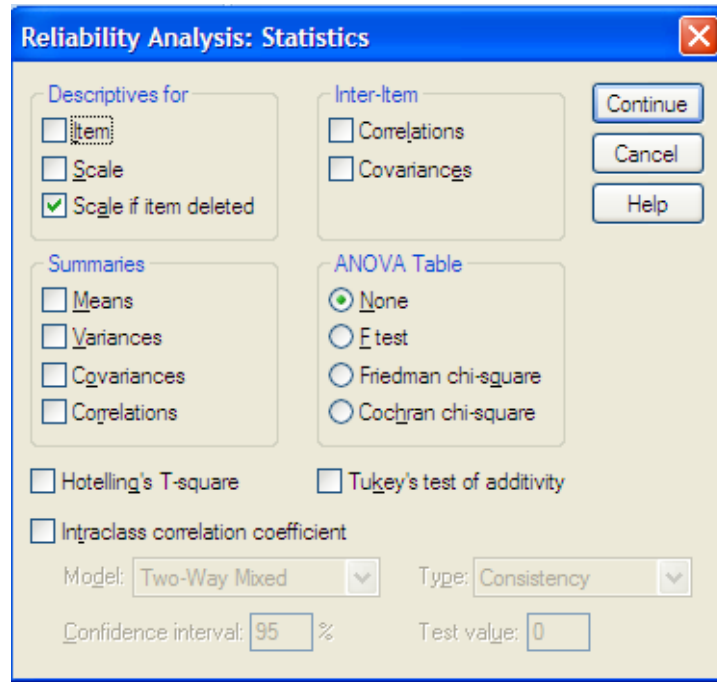 Reliability Analysis: Statistics
Descriptives for
Item
Scale
Scale if item deleted
Inter-Item
Correlations
Covariances
Continue
Cancel
Help
Summaries
Means
Variances
Covariances
Correlations
ANOVA Table
None
F test
Friedman chi-square
Cochran chi-square
Hotelling's T-square
Tukey's test of additivity
Intraclass correlation coefficient
Model: Two-Way Mixed
Type: Consistency
Confidence interval: 95 %
Test value: 0